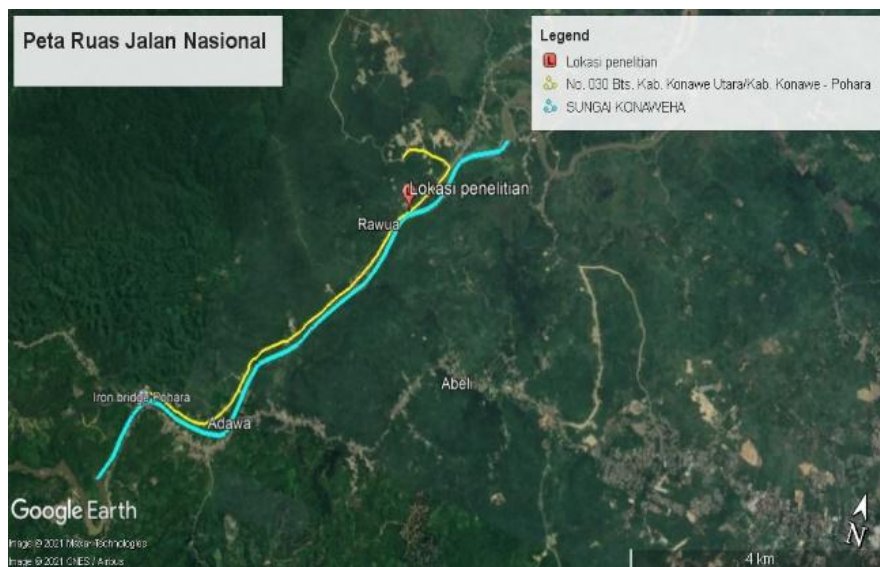 Peta Ruas Jalan Nasional
Legend
Lokasi penelitian
No. 030 Bts. Kab. Konawe Utara/Kab. Konawe - Pohara
SUNGAI KONAWEHA
Lokasi penelitian
Rawua
Abeli
Iron bridge Pohara
Adawa
Google Earth
Image © 2021 Maxar Technologies
Image © 2021 CNES / Airbus
4 km
N